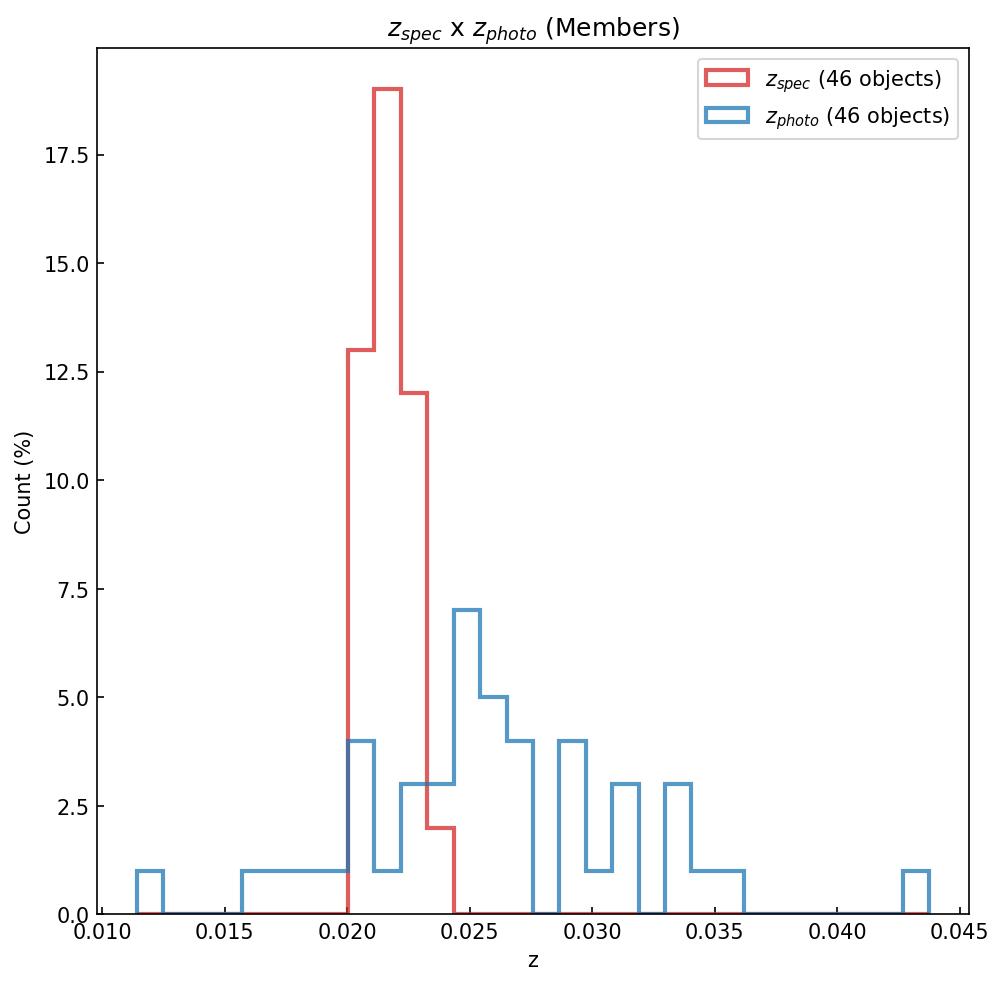 z_spec x z_photo (Members)
z_spec (46 objects)
z_photo (46 objects)
Count (%)
17.5
15.0
12.5
10.0
7.5
5.0
2.5
0.0
0.010 0.015 0.020 0.025 0.030 0.035 0.040 0.045
z